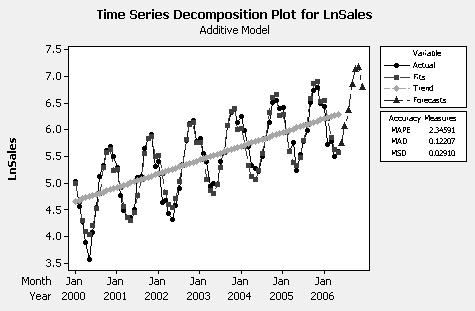 Time Series Decomposition Plot for LnSales
Additive Model
LnSales
7.5
7.0
6.5
6.0
5.5
5.0
4.5
4.0
3.5
Month Jan Jan Jan Jan Jan Jan Jan
Year 2000 2001 2002 2003 2004 2005 2006
Variable
Actual
Fits
Trend
Forecasts
Accuracy Measures
MAPE 2.34591
MAD 0.12207
MSD 0.02910